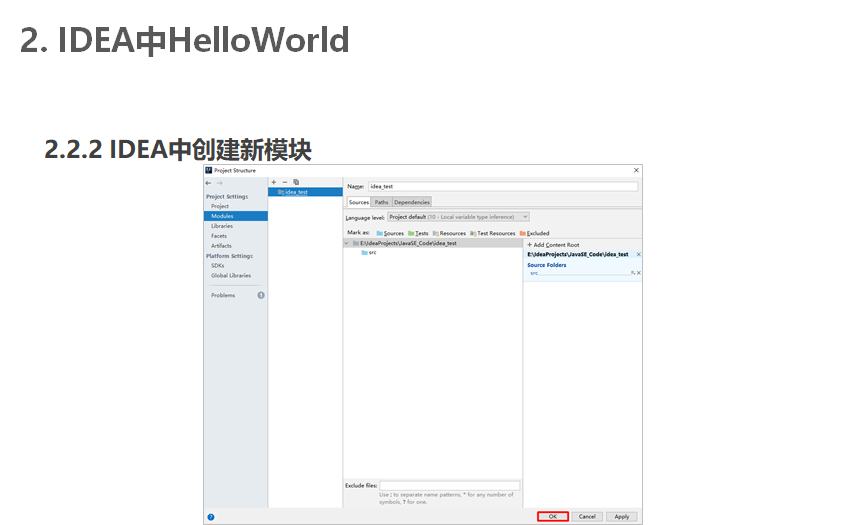 2. IDEA中HelloWorld
2.2.2 IDEA中创建新模块
Project Structure
Project Settings
Project
Modules
Libraries
Facets
Artifacts
Platform Settings
SDKs
Global Libraries
Problems
1
idea_test
Name: idea_test
Sources Paths Dependencies
Language level: Project default (10 - Local variable type inference)
Mark as: Sources Tests Resources Test Resources Excluded
E:\IdeaProjects\JavaSE_Code\idea_test
src
+ Add Content Root
E:\IdeaProjects\JavaSE_Code\idea_test
Source Folders
src
Exclude files:
Use ; to separate name patterns, * for any number of
symbols, ? for one.
?
OK Cancel Apply